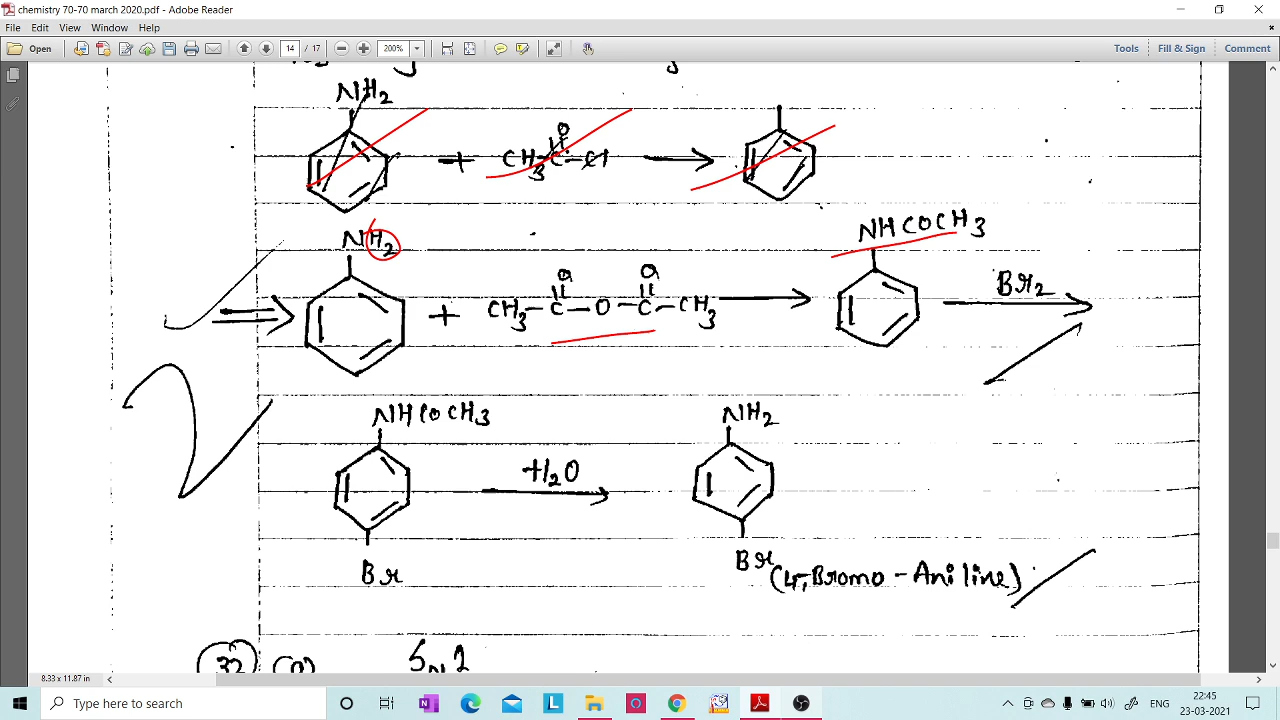 chemistry 70-70 march 2020.pdf - Adobe Reader
File Edit View Window Help
Open 14 / 17 200% Tools Fill & Sign Comment
NH2
O
+ CH3 C Cl
NHCOCH3
NH2
O O
+ CH3 - C - O - C - CH3
Br2
NHCOCH3
NH2
H2O
Br
Br (4, Bromo - Aniline)
32 (a) SN2
8.33 x 11.87 in
Type here to search
22:45
ENG
23-03-2021